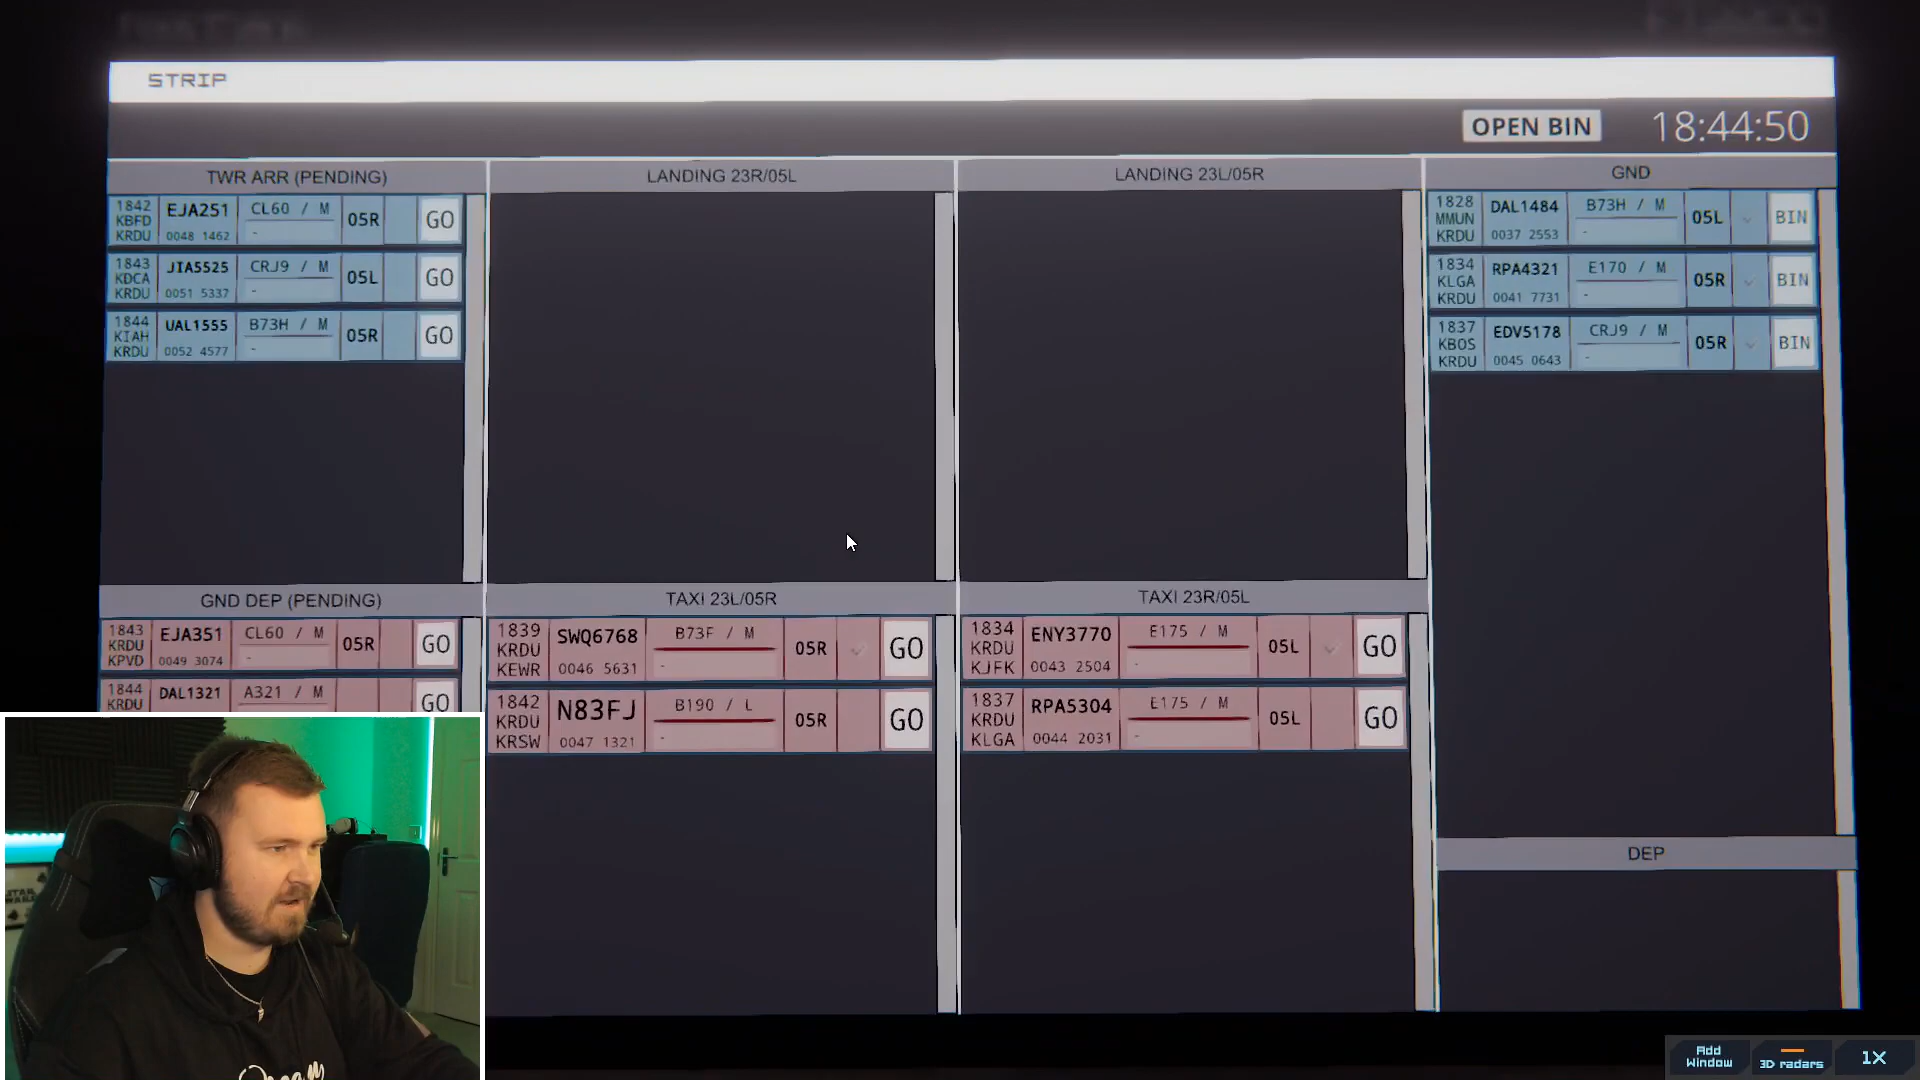 STRIP
OPEN BIN 18:44:50
TWR ARR (PENDING)
1842 EJA251 CL60 / M 05R GO
KBFD
KRDU 0048 1462 -
1843 JIA5525 CRJ9 / M 05L GO
KDCA
KRDU 0051 5337 -
1844 UAL1555 B73H / M 05R GO
KIAH
KRDU 0052 4577 -
LANDING 23R/05L
LANDING 23L/05R
GND
1828 DAL1484 B73H / M 05L BIN
MMUN
KRDU 0037 2553 -
1834 RPA4321 E170 / M 05R BIN
KLGA
KRDU 0041 7731 -
1837 EDV5178 CRJ9 / M 05R BIN
KBOS
KRDU 0045 0643 -
GND DEP (PENDING)
1843 EJA351 CL60 / M 05R GO
KRDU
KPVD 0049 3074 -
1844 DAL1321 A321 / M GO
KRDU
TAXI 23L/05R
1839 SWQ6768 B73F / M 05R GO
KRDU
KEWR 0046 5631 -
1842 N83FJ B190 / L 05R GO
KRDU
KRSW 0047 1321 -
TAXI 23R/05L
1834 ENY3770 E175 / M 05L GO
KRDU
KJFK 0043 2504 -
1837 RPA5304 E175 / M 05L GO
KRDU
KLGA 0044 2031 -
DEP
STAR
WARS
Add
Window
3D radars
1X